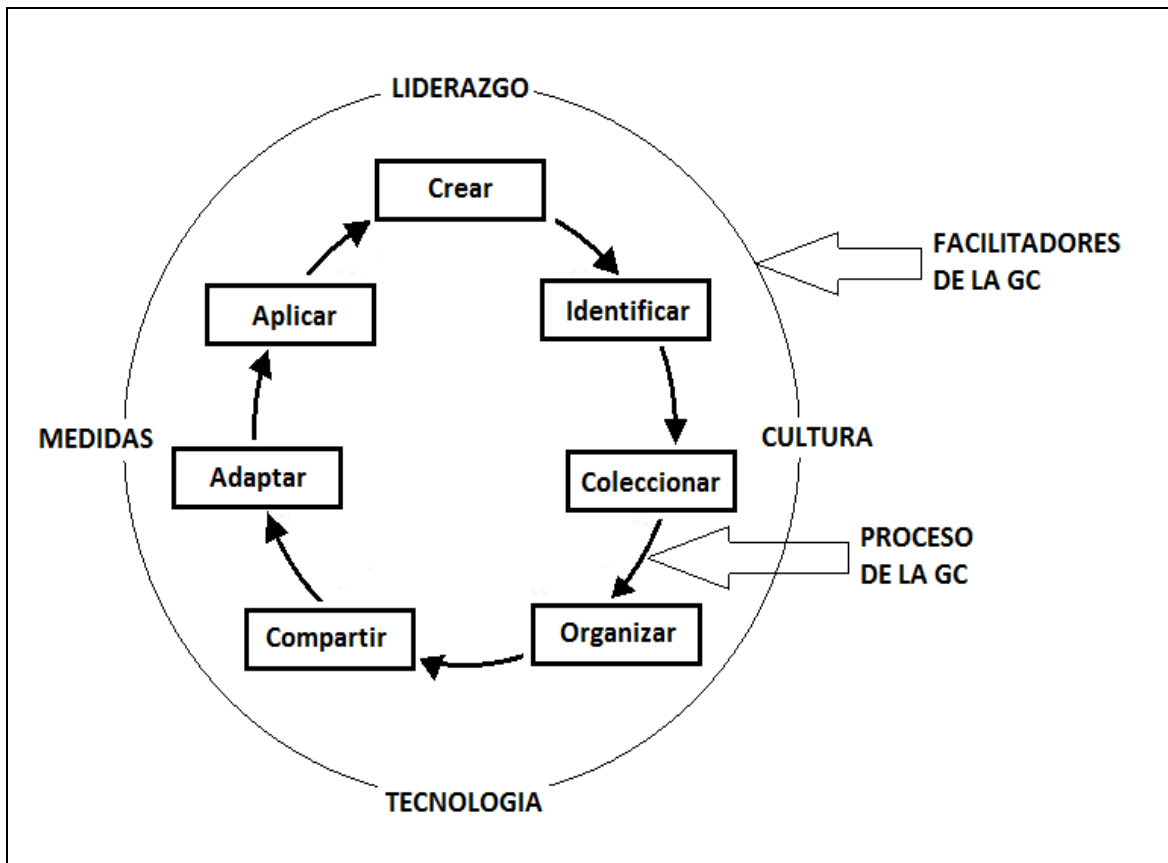 LIDERAZGO
Crear
Identificar
Coleccionar
Organizar
Compartir
Adaptar
Aplicar
MEDIDAS
CULTURA
TECNOLOGIA
FACILITADORES
DE LA GC
PROCESO
DE LA GC